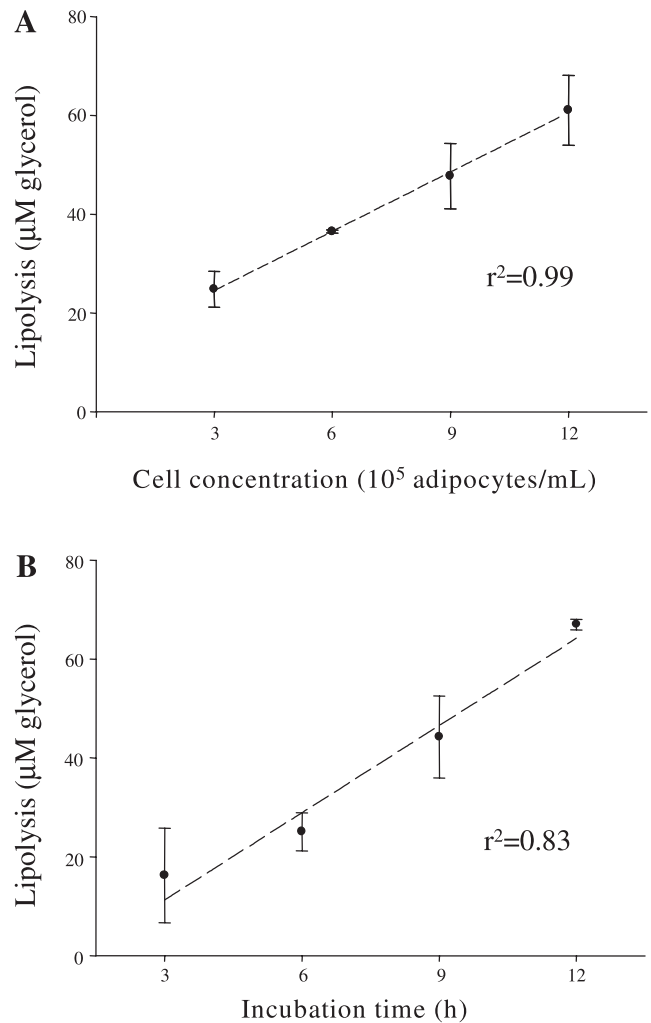 A
80
60
40
20
0
Lipolysis (µM glycerol)
r²=0.99
3 6 9 12
Cell concentration (10⁵ adipocytes/mL)
B
80
60
40
20
0
Lipolysis (µM glycerol)
r²=0.83
3 6 9 12
Incubation time (h)